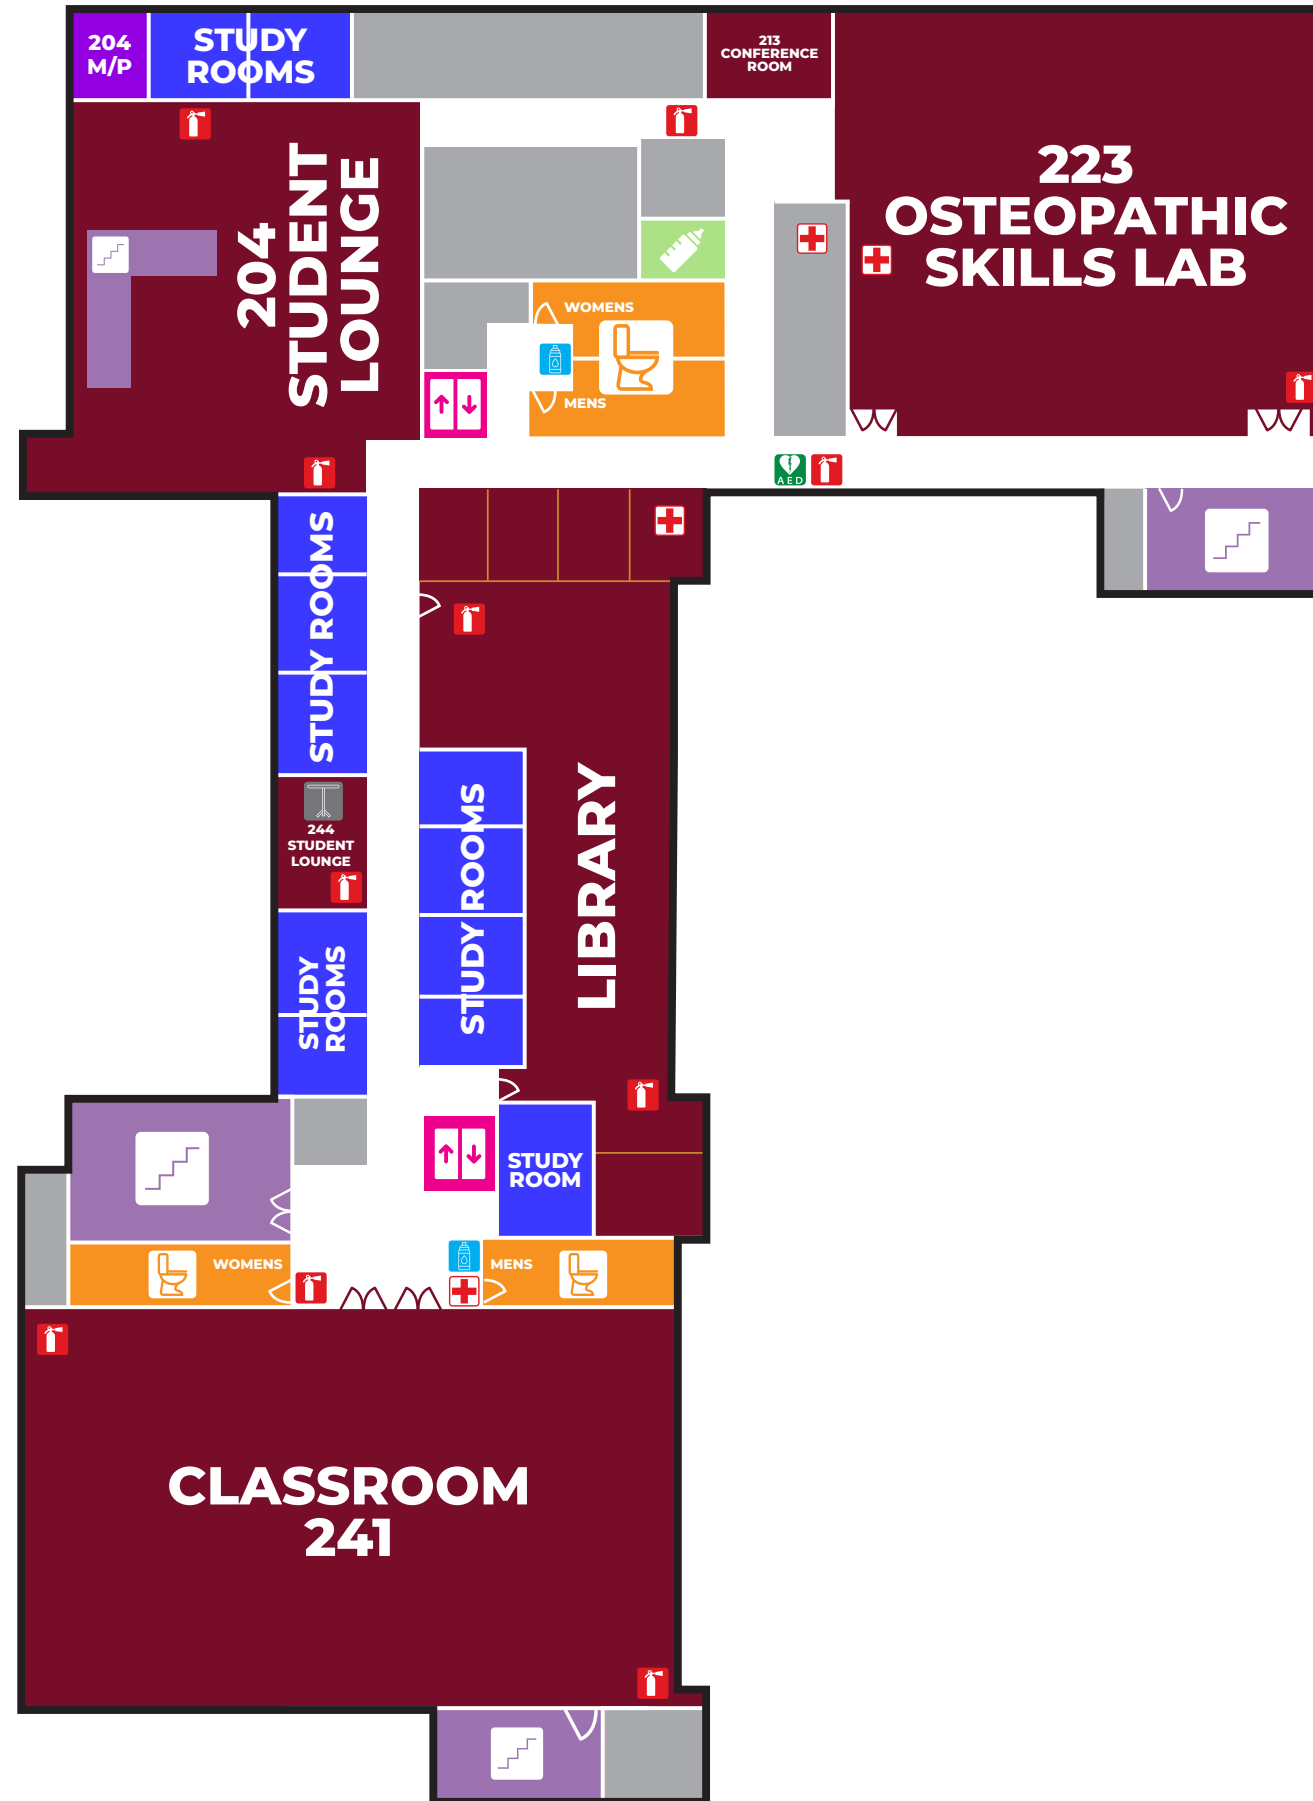 204
M/P
STUDY
ROOMS
213
CONFERENCE
ROOM
204
STUDENT
LOUNGE
223
OSTEOPATHIC
SKILLS LAB
WOMENS
MENS
AED
STUDY ROOMS
244
STUDENT
LOUNGE
STUDY ROOMS
LIBRARY
STUDY
ROOMS
STUDY
ROOM
WOMENS
MENS
CLASSROOM
241